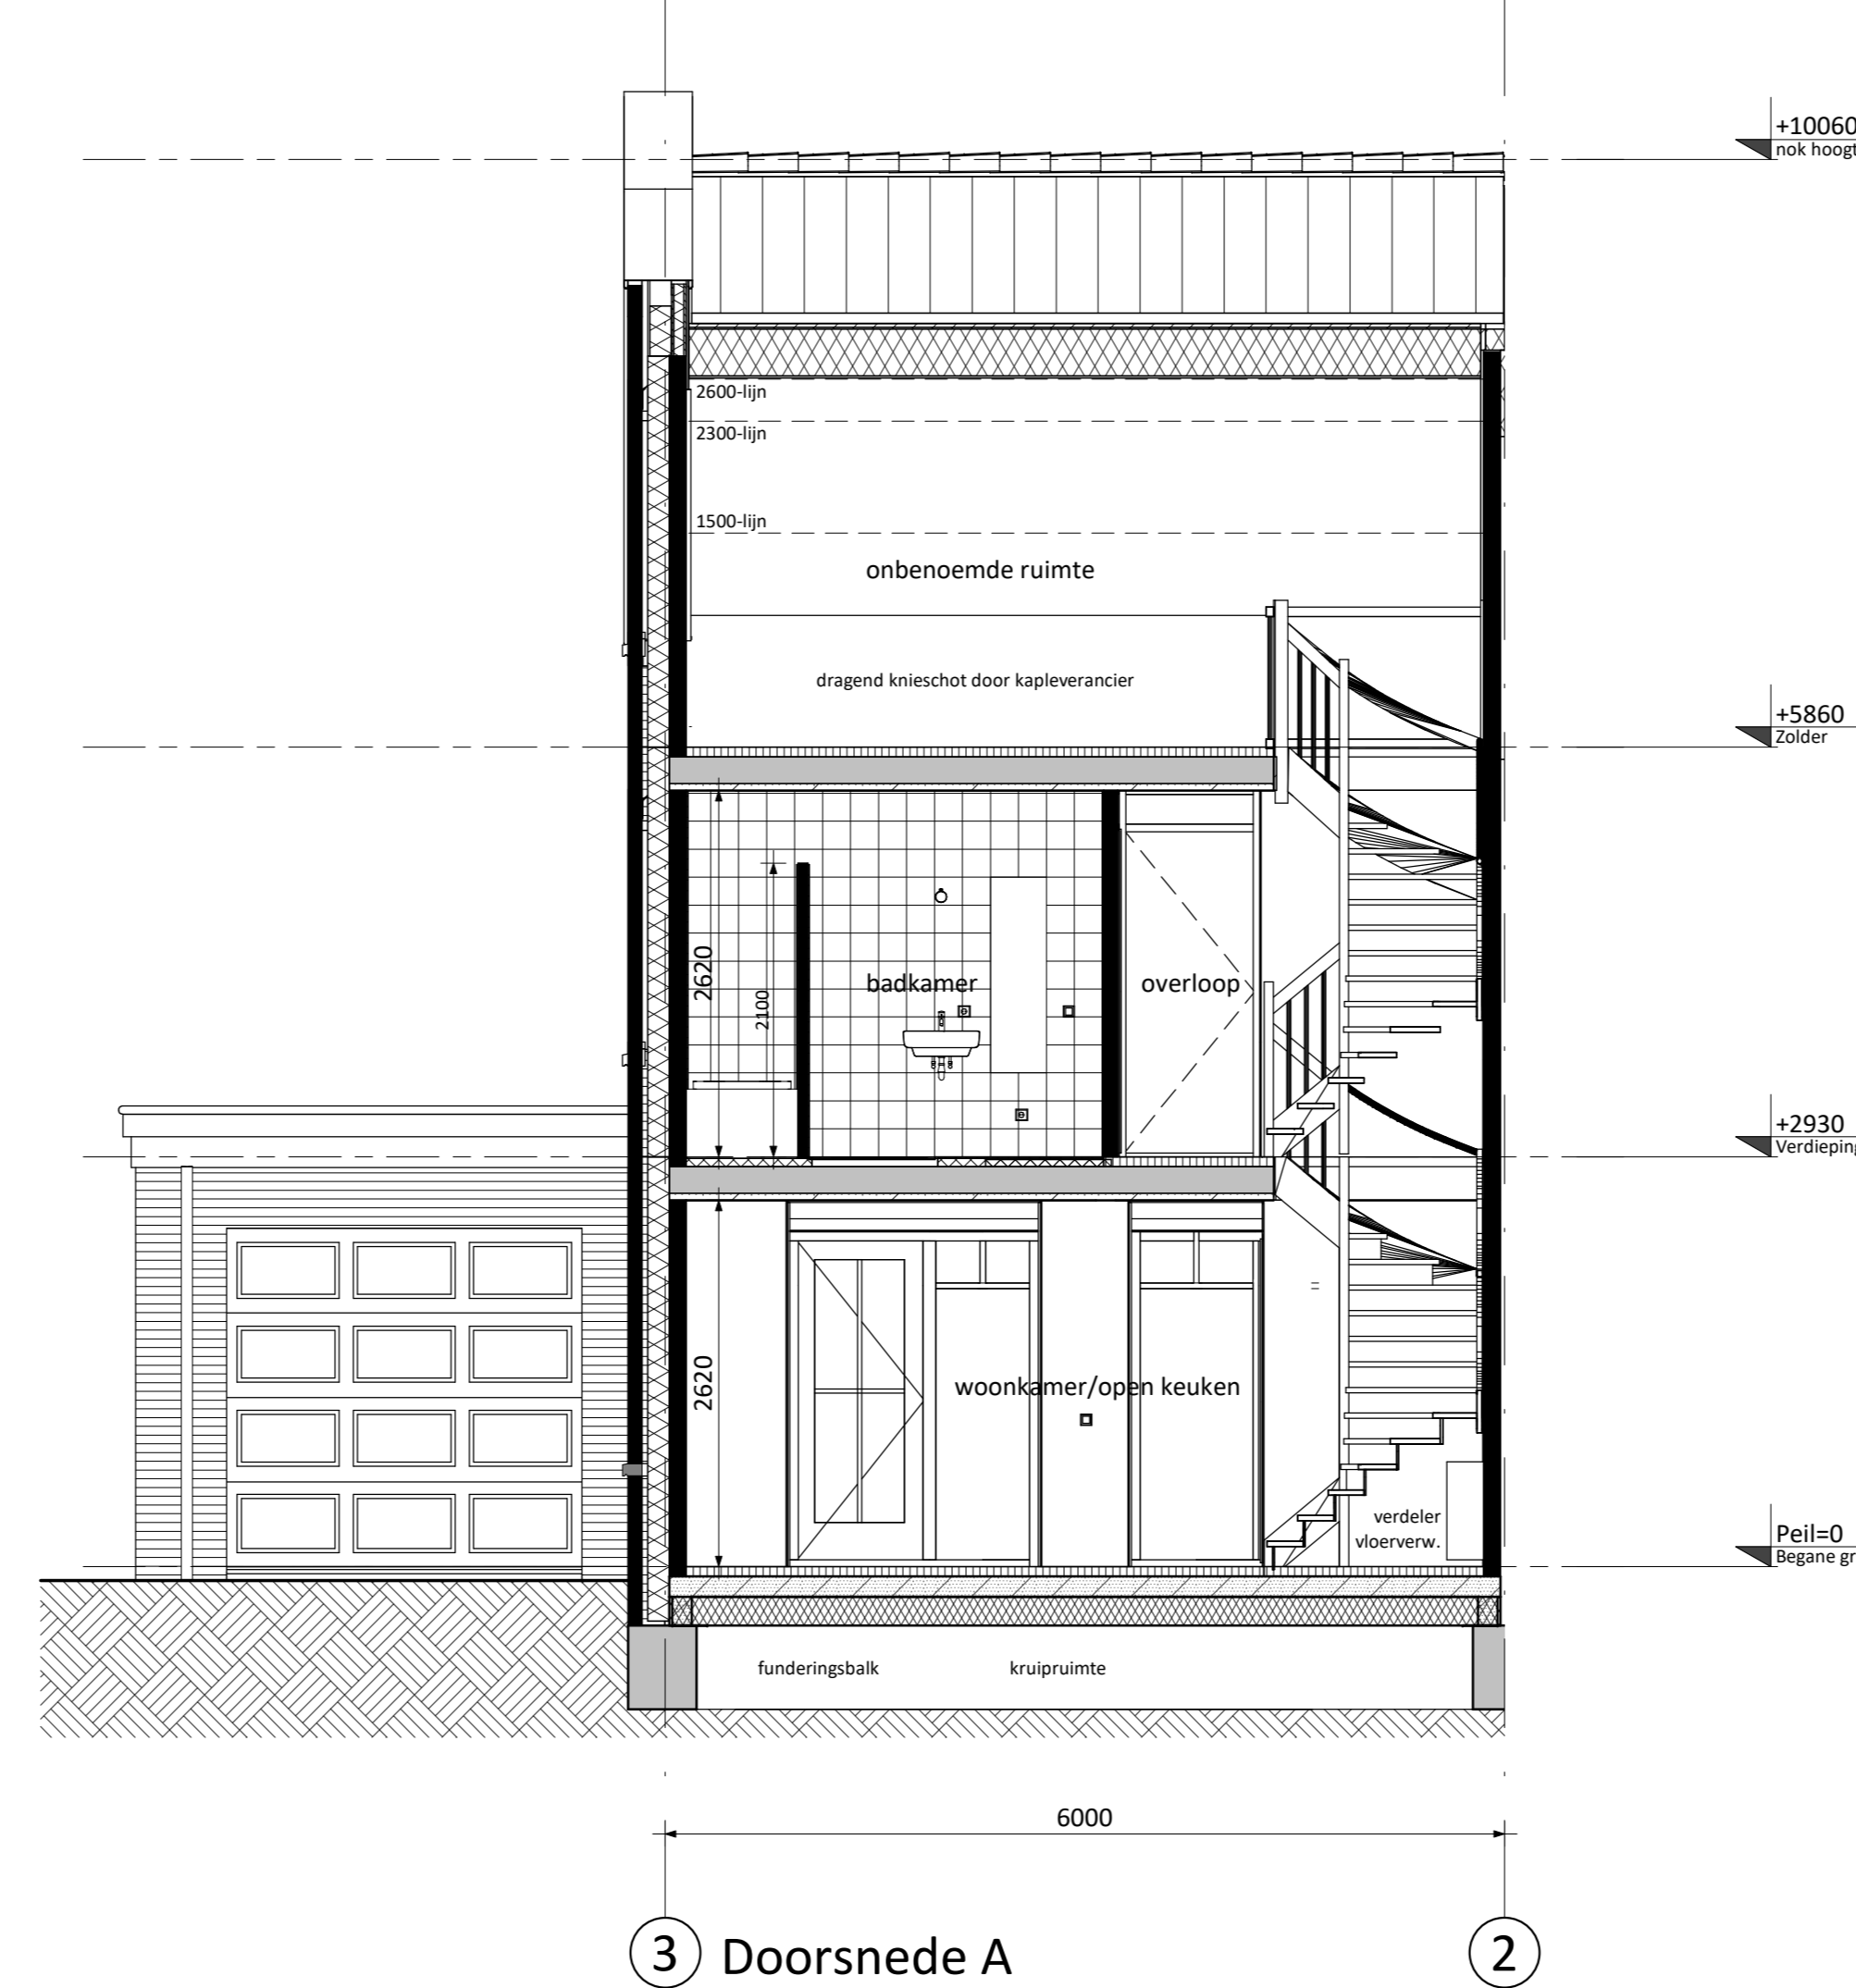 +10060
nok hoogt
2600-lijn
2300-lijn
1500-lijn
onbenoemde ruimte
dragend knieschot door kapleverancier
+5860
Zolder
2620
2100
badkamer
overloop
+2930
Verdieping
2620
woonkamer/open keuken
verdeler
vloerverw.
Peil=0
Begane gr
funderingsbalk
kruipruimte
6000
3
Doorsnede A
2